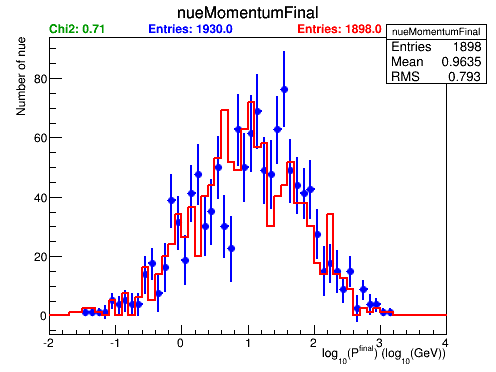 nueMomentumFinal
Chi2: 0.71 Entries: 1930.0 Entries: 1898.0
nueMomentumFinal
Entries 1898
Mean 0.9635
RMS 0.793
Number of nue
80
60
40
20
0
-2 -1 0 1 2 3 4
log10(Pfinal) (log10(GeV))